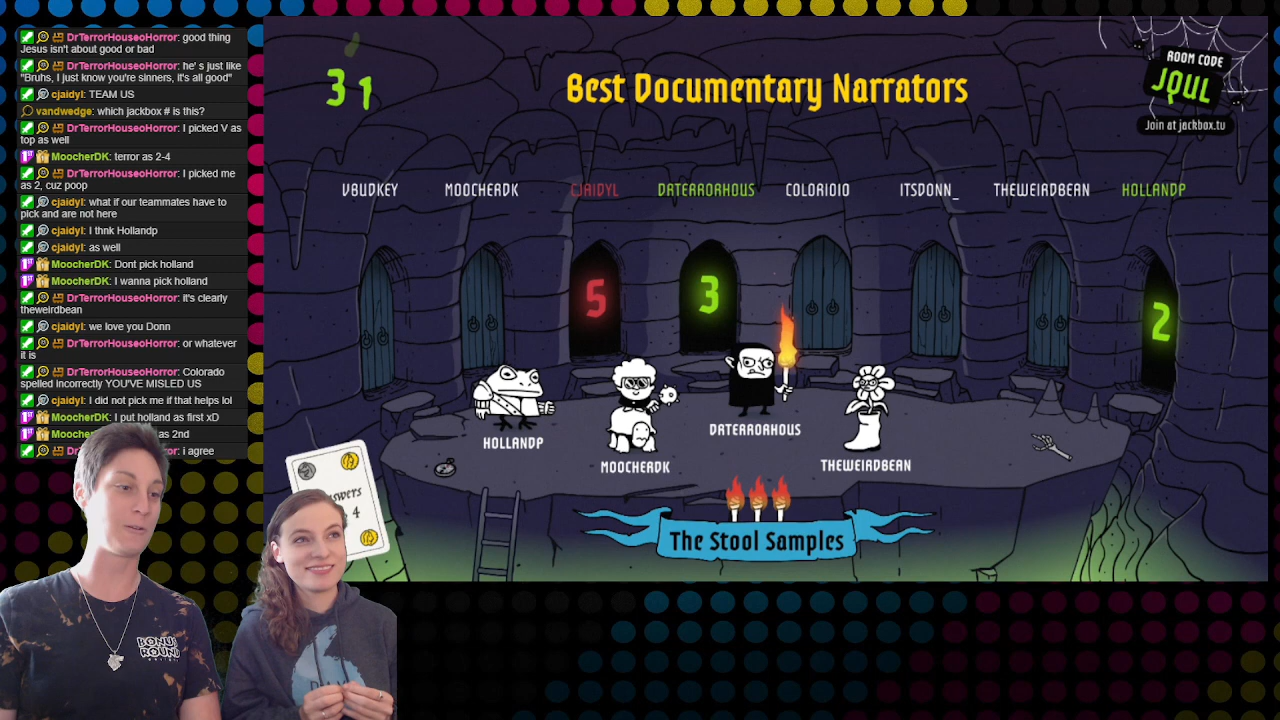 DrTerrorHouseoHorror: good thing
Jesus isn't about good or bad
DrTerrorHouseoHorror: he' s just like
"Bruhs, I just know you're sinners, it's all good"
cjaidyl: TEAM US
vandwedge: which jackbox # is this?
DrTerrorHouseoHorror: I picked V as
top as well
MoocherDK: terror as 2-4
DrTerrorHouseoHorror: I picked me
as 2, cuz poop
cjaidyl: what if our teammates have to
pick and are not here
cjaidyl: I thnk Hollandp
cjaidyl: as well
MoocherDK: Dont pick holland
MoocherDK: I wanna pick holland
DrTerrorHouseoHorror: it's clearly
theweirdbean
cjaidyl: we love you Donn
DrTerrorHouseoHorror: or whatever
it is
DrTerrorHouseoHorror: Colorado
spelled incorrectly YOU'VE MISLED US
cjaidyl: I did not pick me if that helps lol
MoocherDK: I put holland as first xD
as 2nd
i agree
31
Best Documentary Narrators
ROOM CODE
JQUL
Join at jackbox.tv
VBUDKEY MOOCHERDK CJAIDYL DRTERRORHOUS COLORIDIO ITSDONN_ THEWEIRDBEAN HOLLANDP
5 3 2
HOLLANDP
MOOCHERDK
DRTERRORHOUS
THEWEIRDBEAN
The Stool Samples
4
BONUS
ROUND